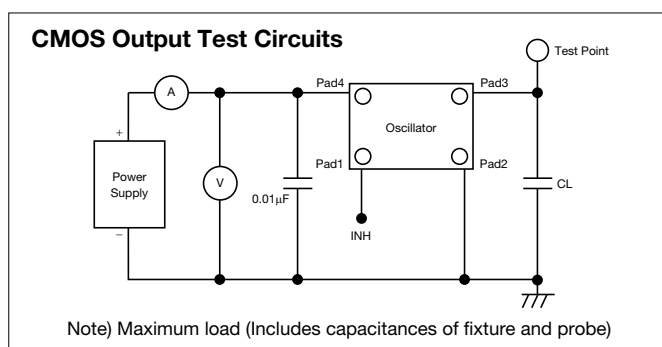 CMOS Output Test Circuits
Test Point
Pad4
Pad3
A
+
Oscillator
Power
Supply
V
0.01µF
Pad1
Pad2
CL
INH
−
Note) Maximum load (Includes capacitances of fixture and probe)